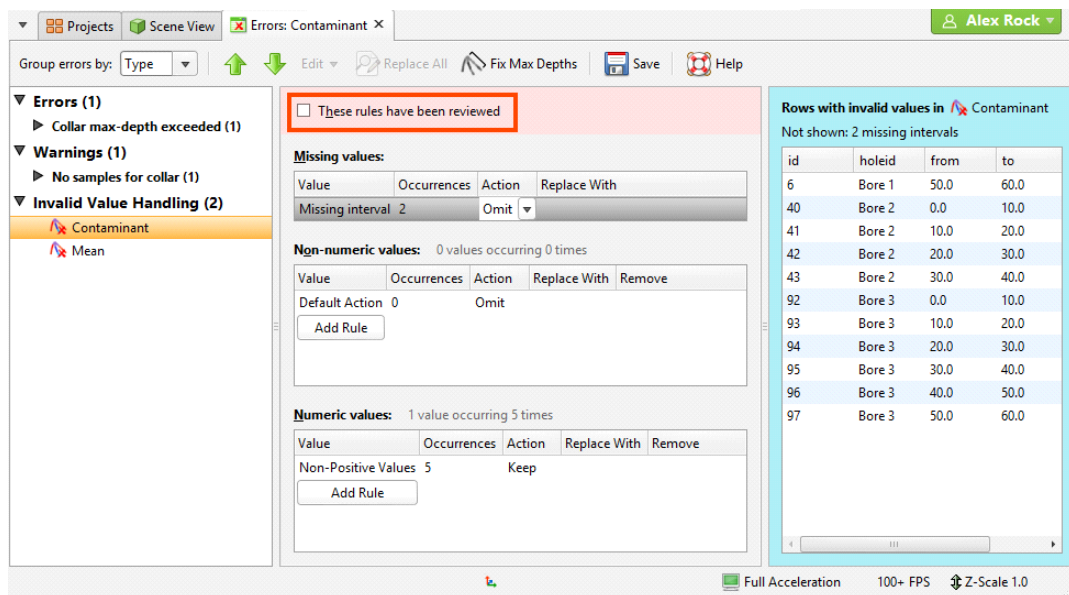 Projects Scene View Errors: Contaminant Alex Rock
Group errors by: Type Edit Replace All Fix Max Depths Save Help
Errors (1)
Collar max-depth exceeded (1)
Warnings (1)
No samples for collar (1)
Invalid Value Handling (2)
Contaminant
Mean
These rules have been reviewed
Missing values:
Value Occurrences Action Replace With
Missing interval 2 Omit
Non-numeric values: 0 values occurring 0 times
Value Occurrences Action Replace With Remove
Default Action 0 Omit
Add Rule
Numeric values: 1 value occurring 5 times
Value Occurrences Action Replace With Remove
Non-Positive Values 5 Keep
Add Rule
Rows with invalid values in Contaminant
Not shown: 2 missing intervals
id holeid from to
6 Bore 1 50.0 60.0
40 Bore 2 0.0 10.0
41 Bore 2 10.0 20.0
42 Bore 2 20.0 30.0
43 Bore 2 30.0 40.0
92 Bore 3 0.0 10.0
93 Bore 3 10.0 20.0
94 Bore 3 20.0 30.0
95 Bore 3 30.0 40.0
96 Bore 3 40.0 50.0
97 Bore 3 50.0 60.0
Full Acceleration 100+ FPS Z-Scale 1.0